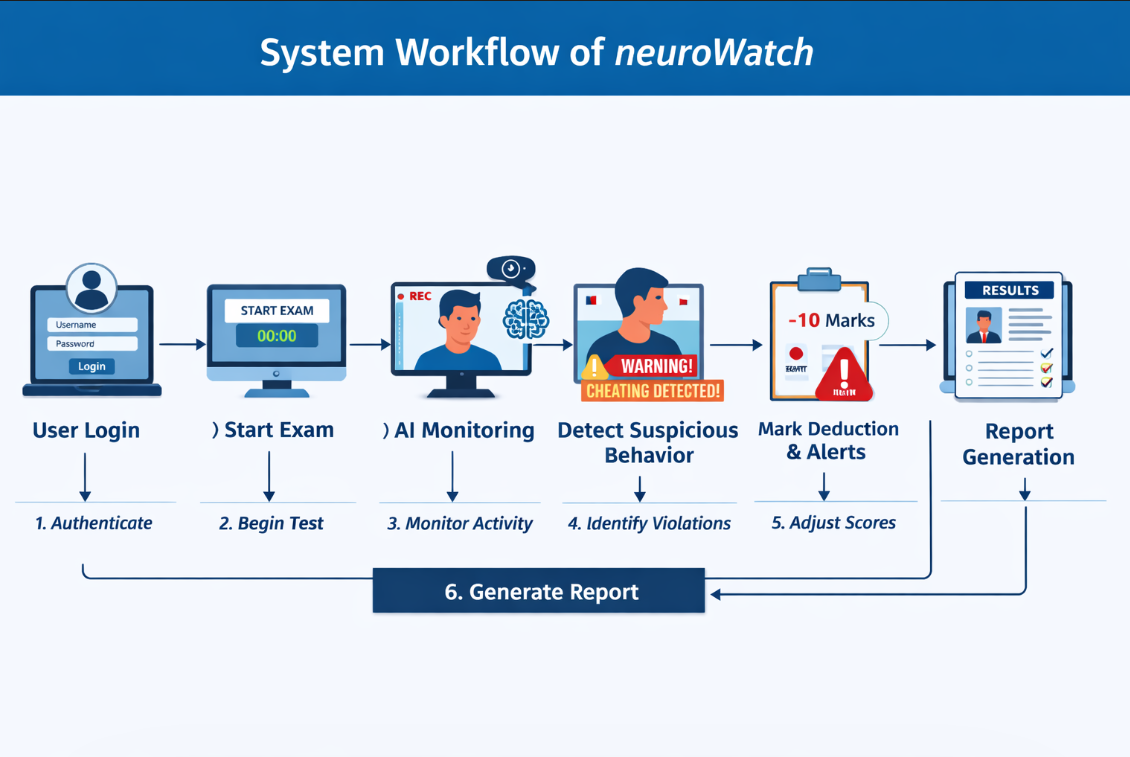 System Workflow of neuroWatch
Username
Password
Login
START EXAM
00:00
REC
WARNING!
CHEATING DETECTED!
-10 Marks
RESULTS
User Login
) Start Exam
) AI Monitoring
Detect Suspicious
Behavior
Mark Deduction
& Alerts
Report
Generation
1. Authenticate
2. Begin Test
3. Monitor Activity
4. Identify Violations
5. Adjust Scores
6. Generate Report